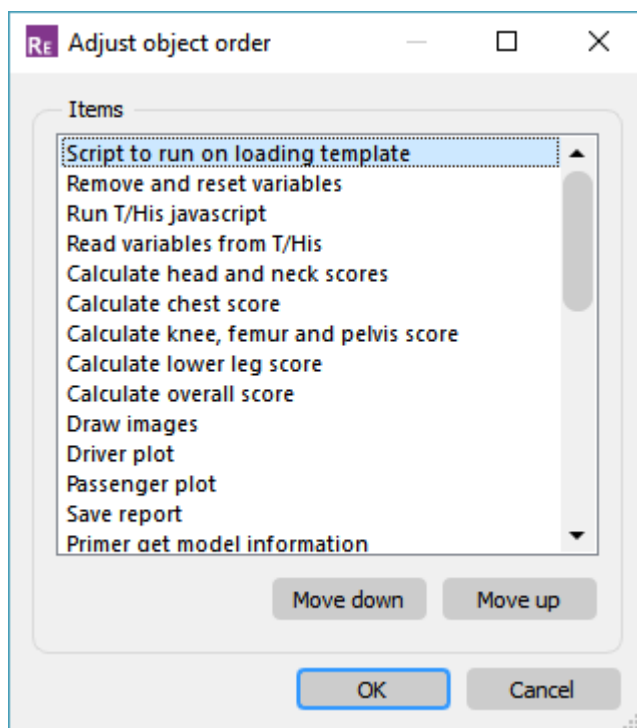 RE Adjust object order
Items
Script to run on loading template
Remove and reset variables
Run T/His javascript
Read variables from T/His
Calculate head and neck scores
Calculate chest score
Calculate knee, femur and pelvis score
Calculate lower leg score
Calculate overall score
Draw images
Driver plot
Passenger plot
Save report
Primer get model information
Move down Move up
OK Cancel